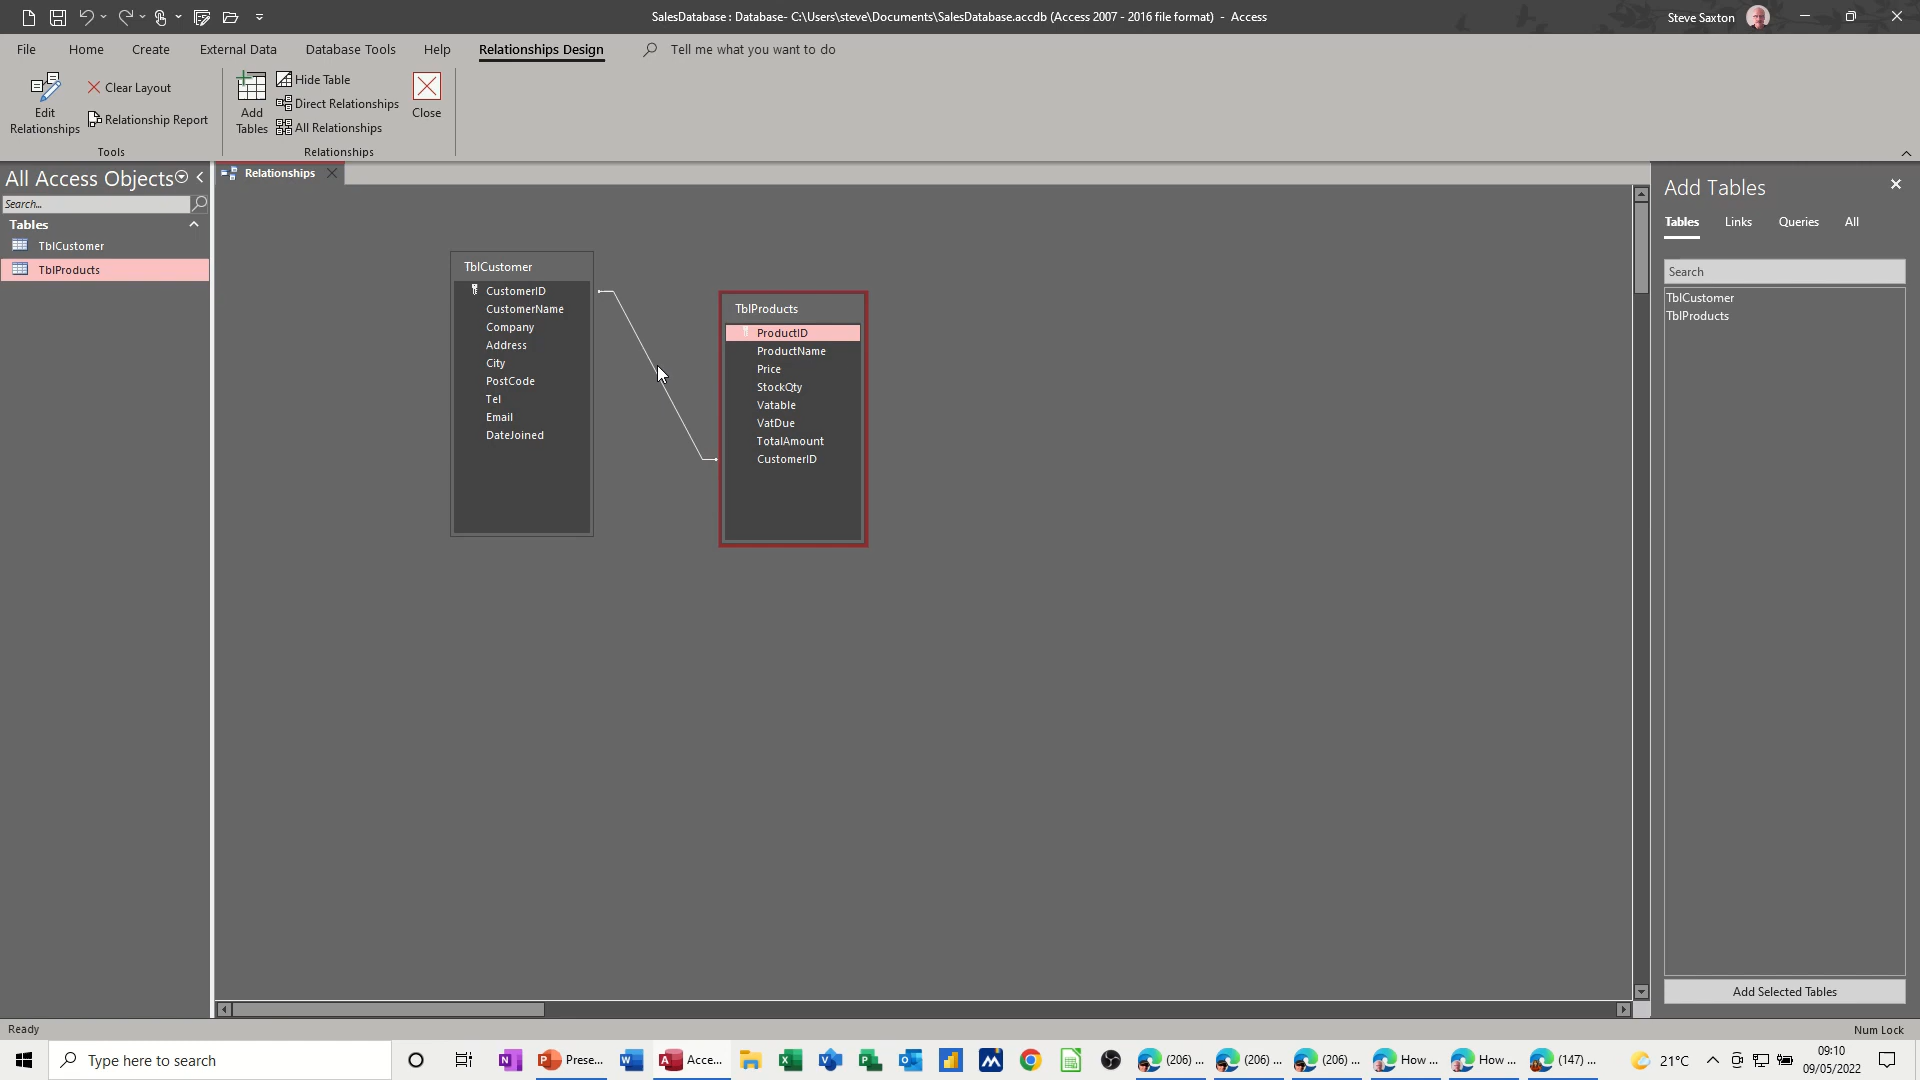 SalesDatabase : Database- C:\Users\steve\Documents\SalesDatabase.accdb (Access 2007 - 2016 file format)  -  Access
Steve Saxton
File
Home
Create
External Data
Database Tools
Help
Relationships Design
Tell me what you want to do
Edit
Relationships
Clear Layout
Relationship Report
Tools
Add
Tables
Hide Table
Direct Relationships
All Relationships
Close
Relationships
All Access Objects
Search...
Tables
TblCustomer
TblProducts
Relationships
TblCustomer
CustomerID
CustomerName
Company
Address
City
PostCode
Tel
Email
DateJoined
TblProducts
ProductID
ProductName
Price
StockQty
Vatable
VatDue
TotalAmount
CustomerID
Add Tables
Tables
Links
Queries
All
Search
TblCustomer
TblProducts
Add Selected Tables
Ready
Num Lock
Type here to search
Prese...
Acce...
(206) ...
(206) ...
(206) ...
How ...
How ...
(147) ...
21°C
09:10
09/05/2022